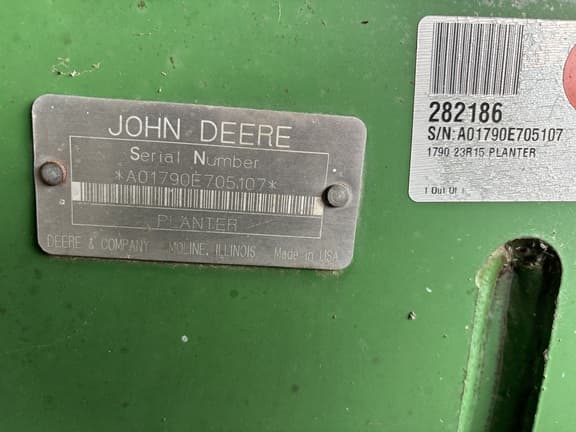 JOHN DEERE
Serial Number
*A01790E705107*
PLANTER
DEERE & COMPANY MOLINE, ILLINOIS Made in USA
282186
S/N:A01790E705107
1790 23R15 PLANTER
1 Out Of 1